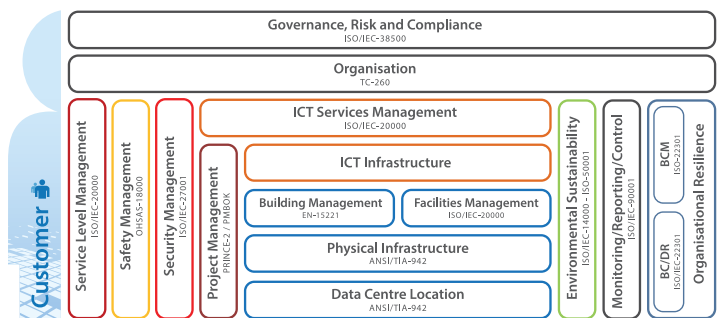 Governance, Risk and Compliance
ISO/IEC-38500
Organisation
TC-260
Customer
Service Level Management
ISO/IEC-20000
Safety Management
OHSAS-18000
Security Management
ISO/IEC-27001
ICT Services Management
ISO/IEC-20000
Project Management
PRINCE-2 / PMBOK
ICT Infrastructure
Building Management
EN-15221
Facilities Management
ISO/IEC-20000
Physical Infrastructure
ANSI/TIA-942
Data Centre Location
ANSI/TIA-942
Environmental Sustainability
ISO/IEC-14000 - ISO-50001
Monitoring/Reporting/Control
ISO/IEC-90001
BCM
ISO-22301
BC/DR
ISO/IEC-22301
Organisational Resilience